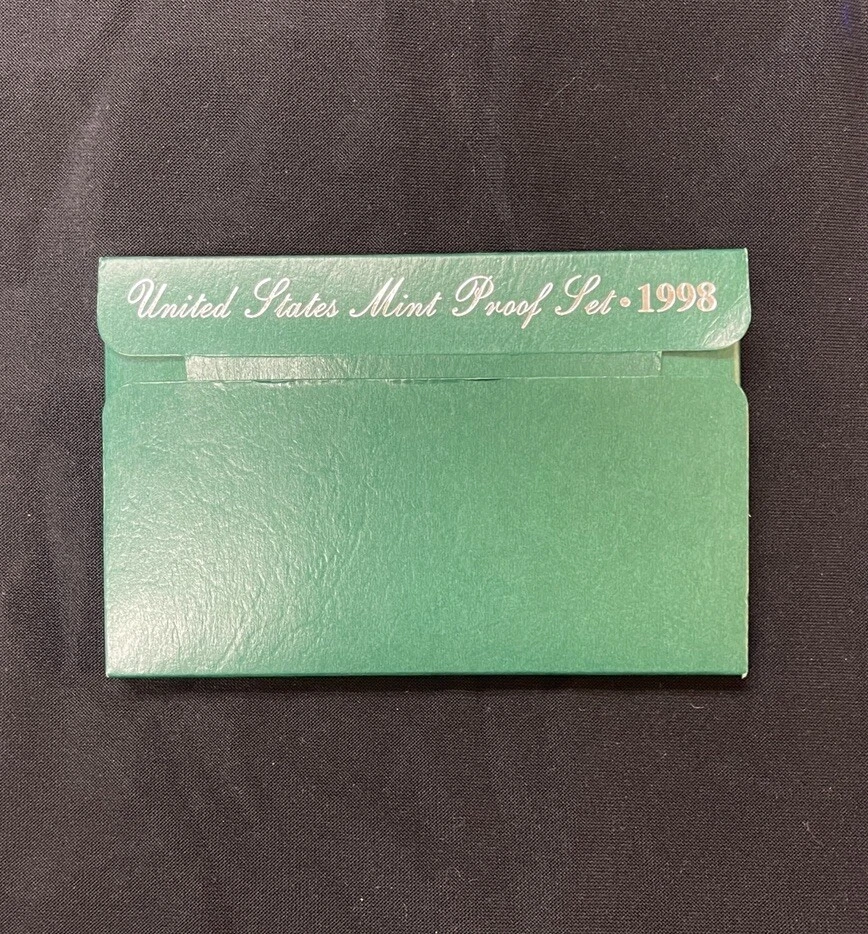 United States Mint Proof Set • 1998